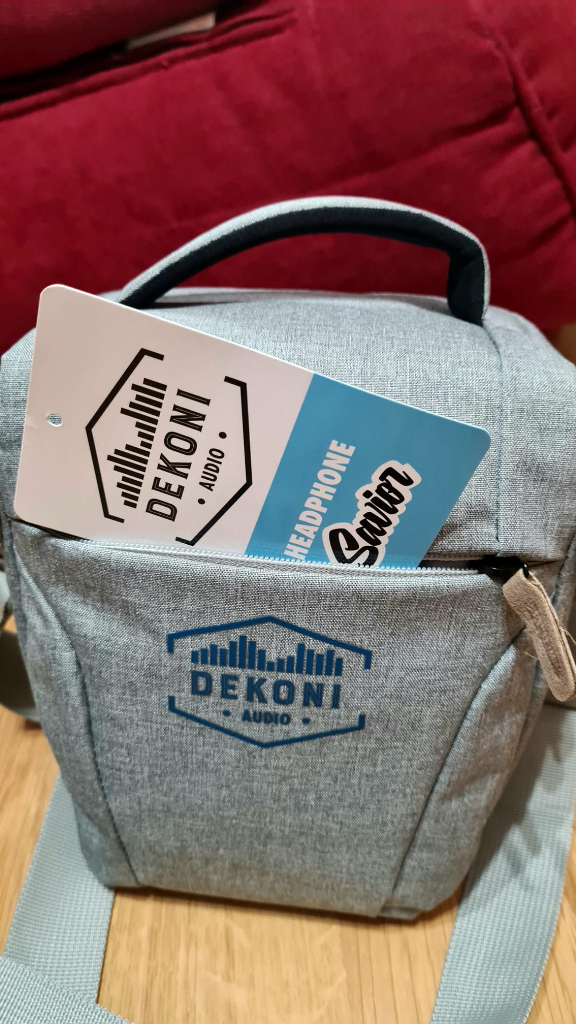 DEKONI
• AUDIO •
HEADPHONE
Savior
DEKONI
• AUDIO •